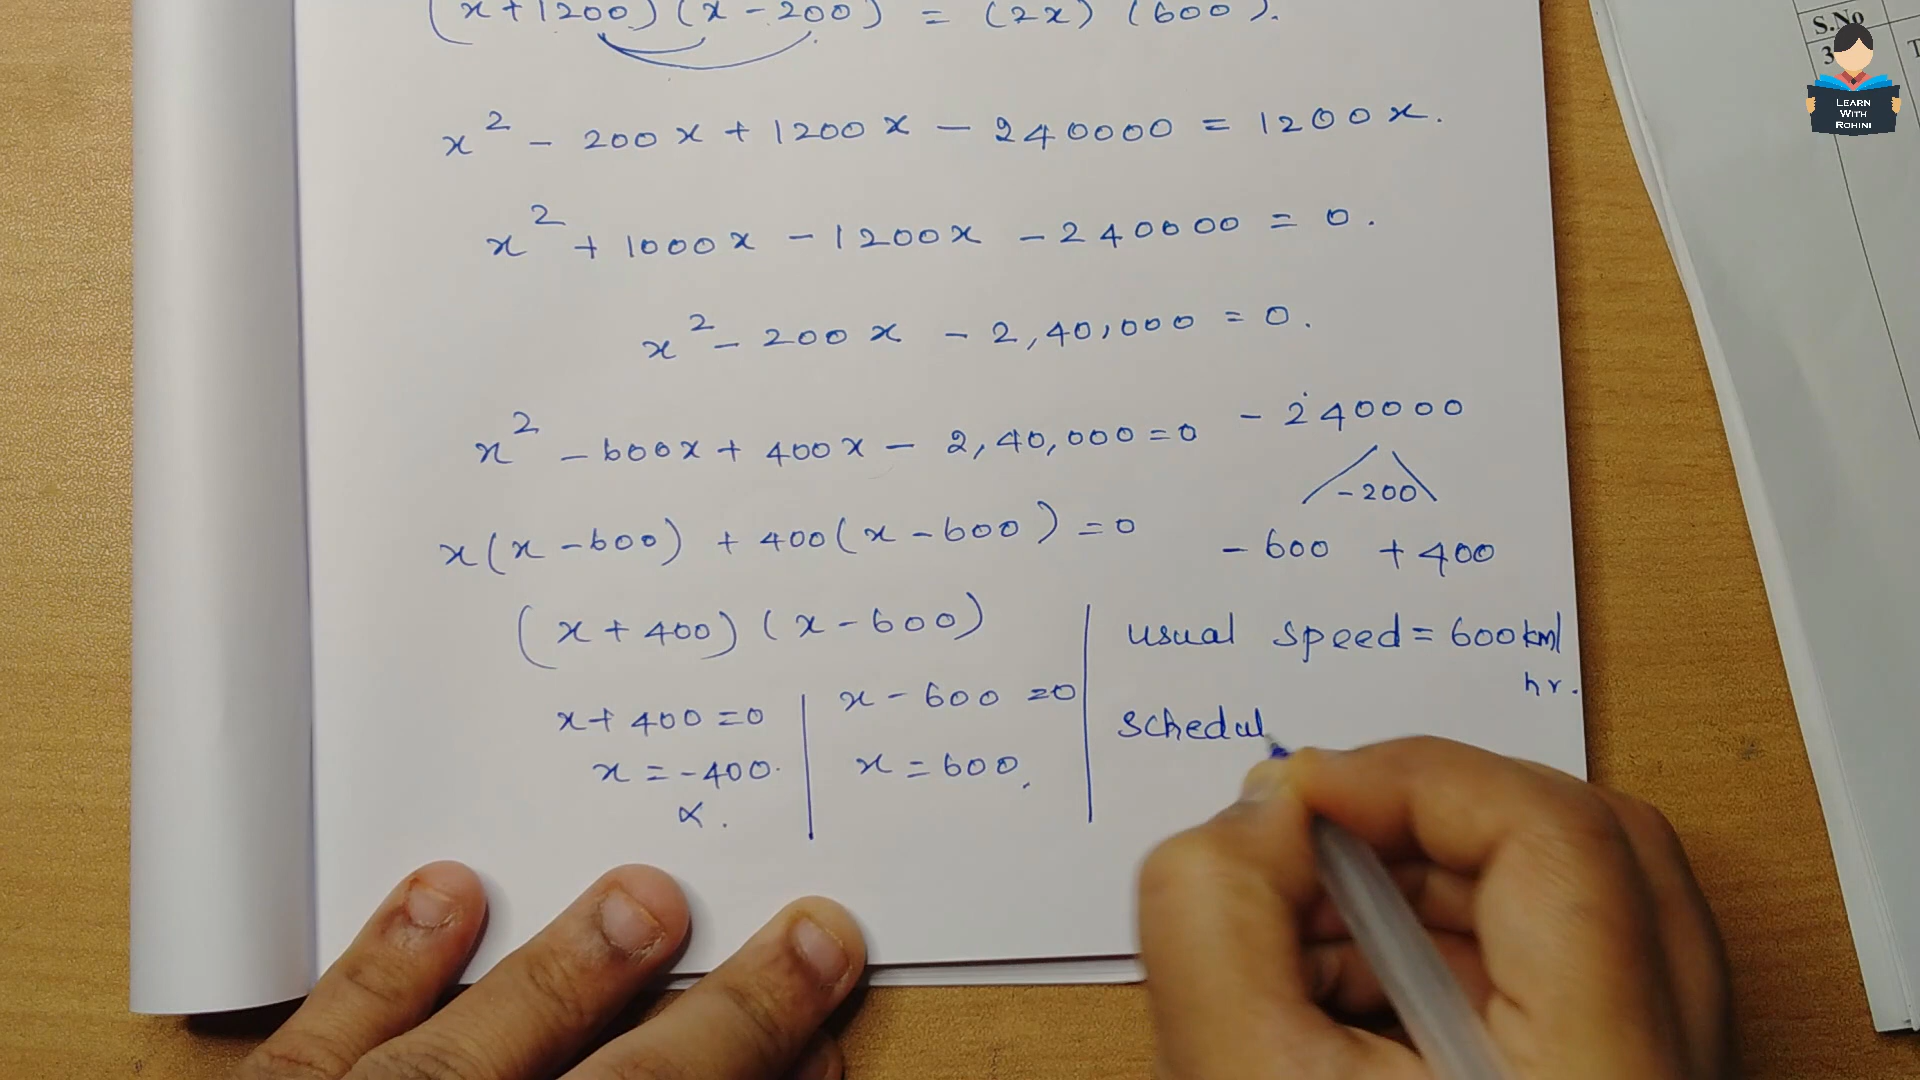 (x+1200) (x-200) = (2x) (600).
x² - 200x + 1200x - 240000 = 1200x.
x² + 1000x - 1200x - 240000 = 0.
x² - 200x - 2,40,000 = 0.
x² - 600x + 400x - 2,40,000 = 0
- 240000
-200
- 600 + 400
x(x-600) + 400(x-600) = 0
(x+400) (x-600)
x+400=0
x = -400.
x - 600 = 0
x = 600.
usual speed = 600km/
hr.
schedul
S.No
3
LEARN
WITH
ROHINI